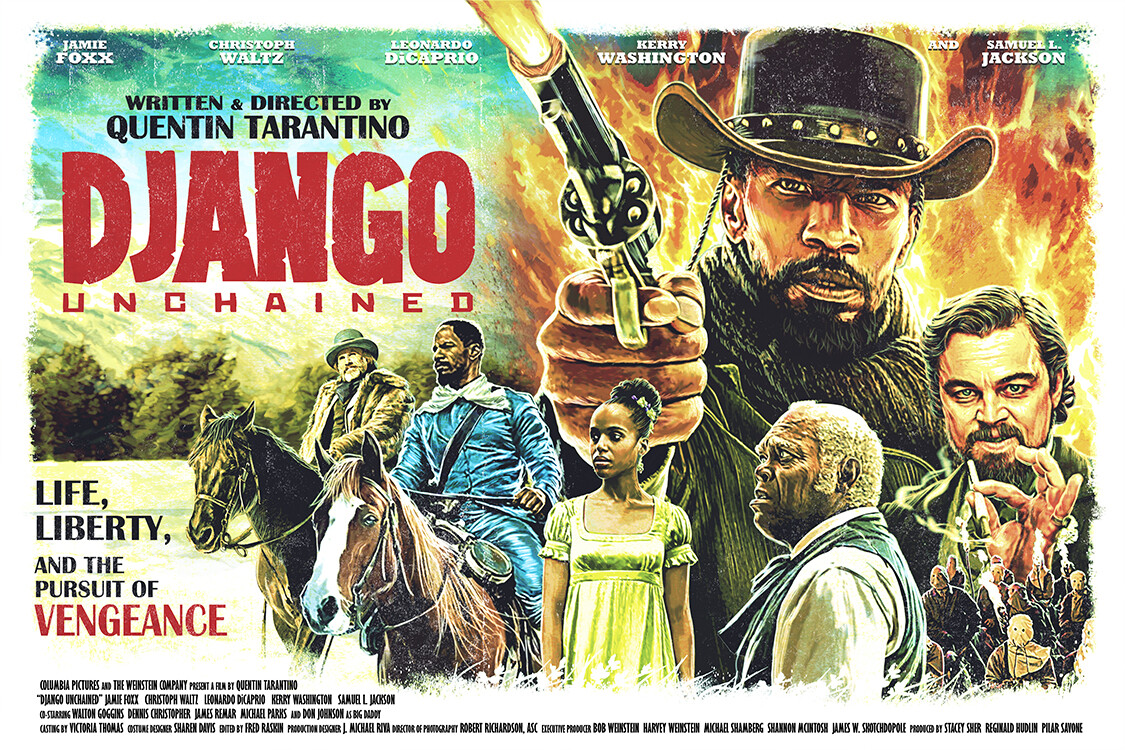 JAMIE
FOXX
CHRISTOPH
WALTZ
LEONARDO
DiCAPRIO
KERRY
WASHINGTON
AND
SAMUEL L.
JACKSON
WRITTEN & DIRECTED BY
QUENTIN TARANTINO
DJANGO
UNCHAINED
LIFE,
LIBERTY,
AND THE
PURSUIT OF
VENGEANCE
COLUMBIA PICTURES AND THE WEINSTEIN COMPANY PRESENT A FILM BY QUENTIN TARANTINO
"DJANGO UNCHAINED" JAMIE FOXX CHRISTOPH WALTZ LEONARDO DiCAPRIO KERRY WASHINGTON SAMUEL L. JACKSON
CO-STARRING WALTON GOGGINS DENNIS CHRISTOPHER JAMES REMAR MICHAEL PARKS AND DON JOHNSON AS BIG DADDY
CASTING BY VICTORIA THOMAS COSTUME DESIGNER SHAREN DAVIS EDITED BY FRED RASKIN PRODUCTION DESIGNER J. MICHAEL RIVA DIRECTOR OF PHOTOGRAPHY ROBERT RICHARDSON, ASC EXECUTIVE PRODUCER BOB WEINSTEIN HARVEY WEINSTEIN MICHAEL SHAMBERG SHANNON MCINTOSH JAMES W. SKOTCHDOPOLE PRODUCED BY STACEY SHER REGINALD HUDLIN PILAR SAVONE